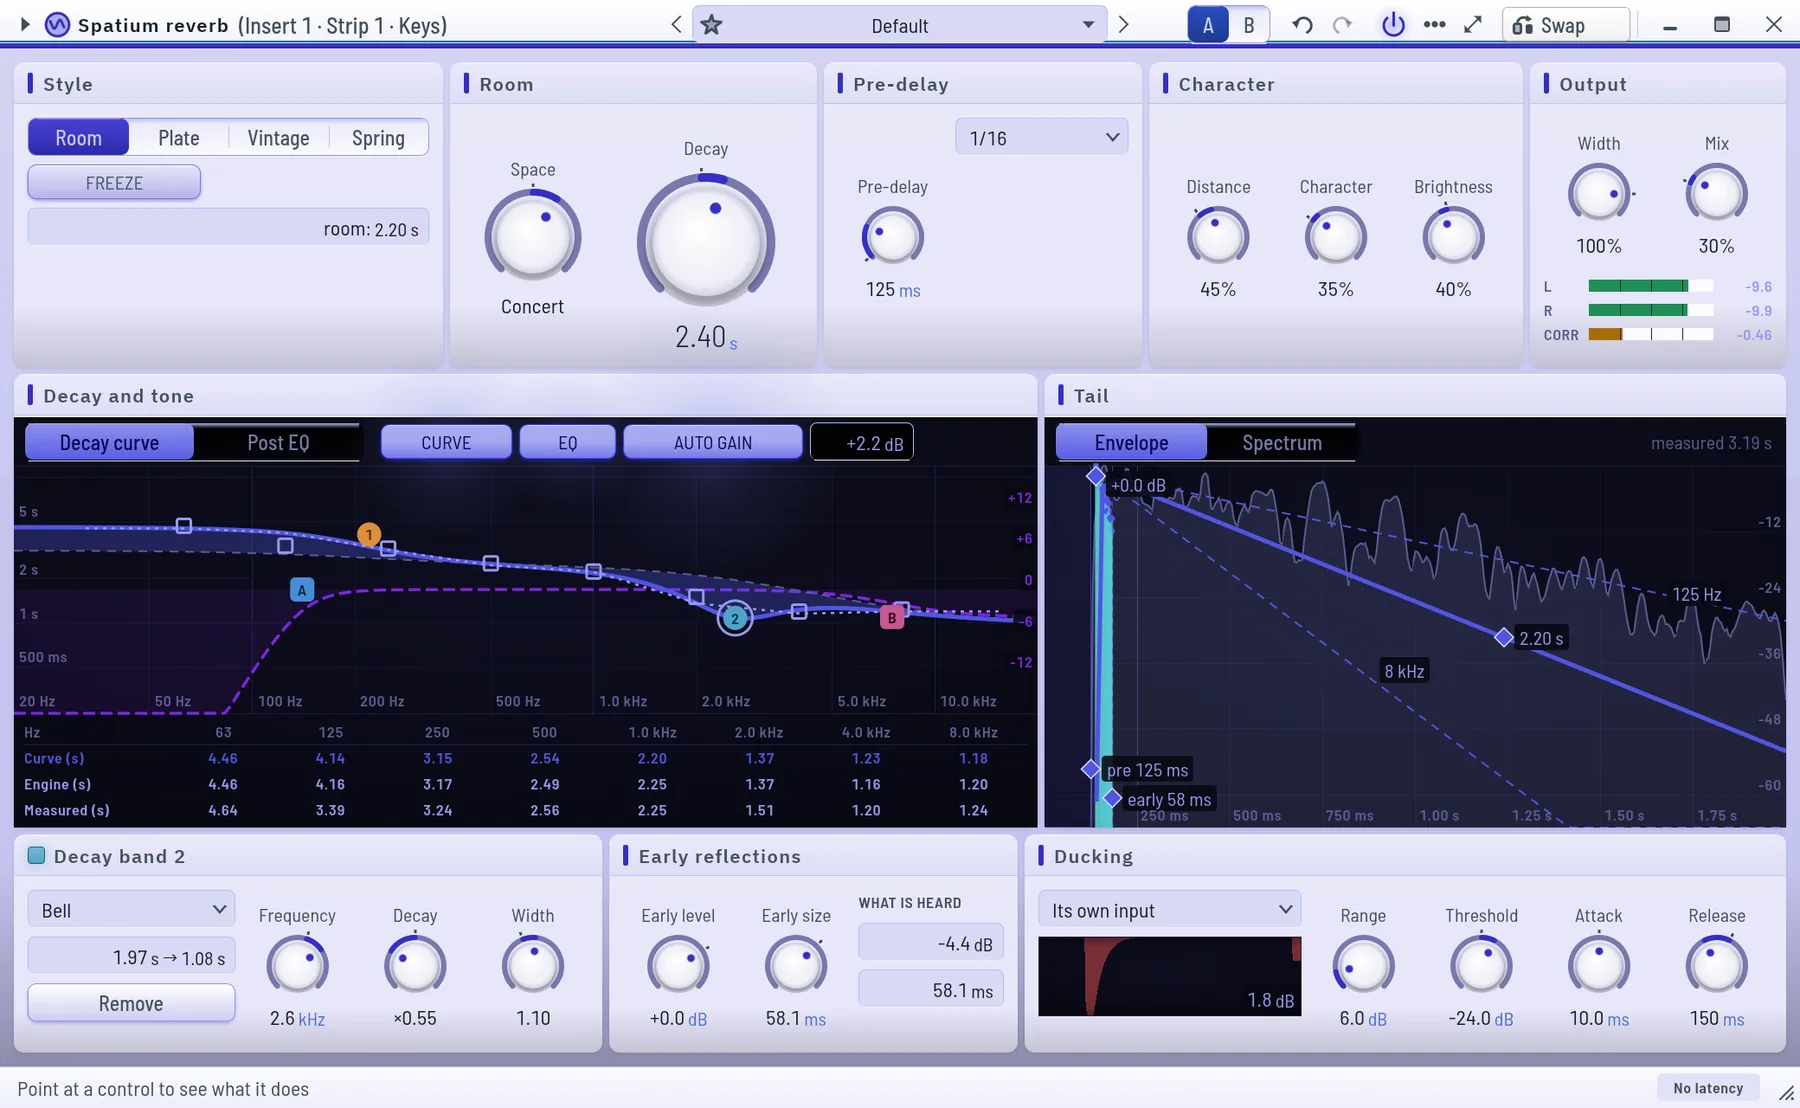 Spatium reverb (Insert 1 · Strip 1 · Keys)
Default
A B
Swap
Style
Room Plate Vintage Spring
FREEZE
room: 2.20 s
Room
Space
Concert
Decay
2.40 s
Pre-delay
1/16
Pre-delay
125 ms
Character
Distance Character Brightness
45% 35% 40%
Output
Width Mix
100% 30%
L -9.6
R -9.9
CORR -0.46
Decay and tone
Decay curve Post EQ CURVE EQ AUTO GAIN +2.2 dB
5 s
2 s
1 s
500 ms
+12
+6
0
-6
-12
1
2
A
B
20 Hz 50 Hz 100 Hz 200 Hz 500 Hz 1.0 kHz 2.0 kHz 5.0 kHz 10.0 kHz
Hz 63 125 250 500 1.0 kHz 2.0 kHz 4.0 kHz 8.0 kHz
Curve (s) 4.46 4.14 3.15 2.54 2.20 1.37 1.23 1.18
Engine (s) 4.46 4.16 3.17 2.49 2.25 1.37 1.16 1.20
Measured (s) 4.64 3.39 3.24 2.56 2.25 1.51 1.20 1.24
Tail
Envelope Spectrum
measured 3.19 s
+0.0 dB
-12
-24
-36
-48
-60
125 Hz
2.20 s
8 kHz
pre 125 ms
early 58 ms
250 ms 500 ms 750 ms 1.00 s 1.25 s 1.50 s 1.75 s
Decay band 2
Bell
1.97 s → 1.08 s
Remove
Frequency Decay Width
2.6 kHz ×0.55 1.10
Early reflections
Early level Early size
+0.0 dB 58.1 ms
WHAT IS HEARD
-4.4 dB
58.1 ms
Ducking
Its own input
1.8 dB
Range Threshold Attack Release
6.0 dB -24.0 dB 10.0 ms 150 ms
Point at a control to see what it does
No latency